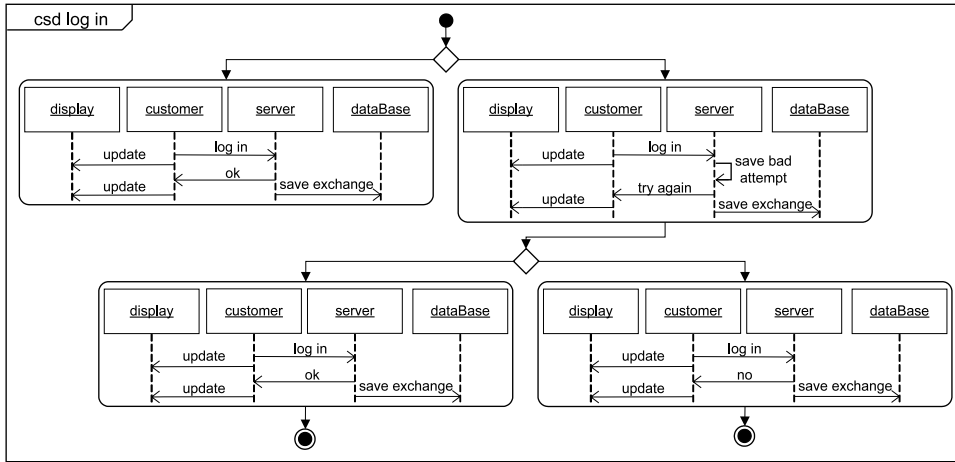 csd log in
display customer server dataBase
log in
update
ok
update
save exchange
display customer server dataBase
log in
update
save bad
attempt
try again
update
save exchange
display customer server dataBase
log in
update
ok
update
save exchange
display customer server dataBase
log in
update
no
update
save exchange